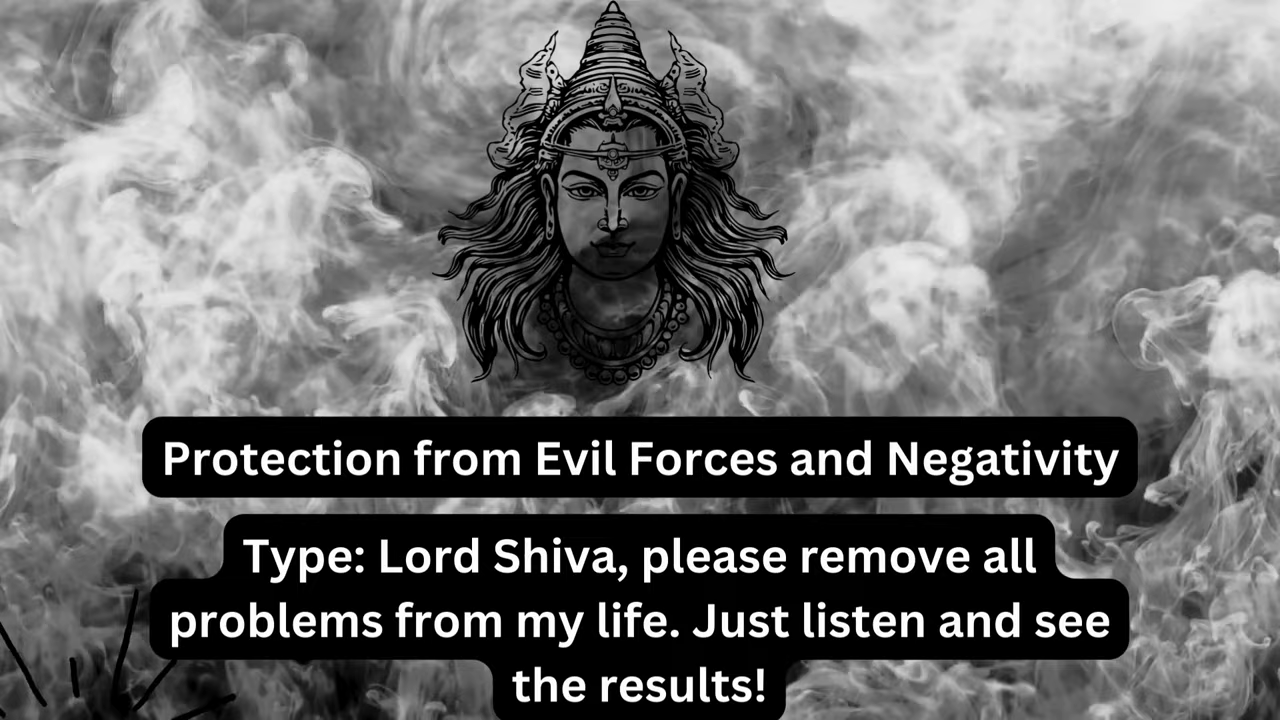 Protection from Evil Forces and Negativity
Type: Lord Shiva, please remove all
problems from my life. Just listen and see
the results!